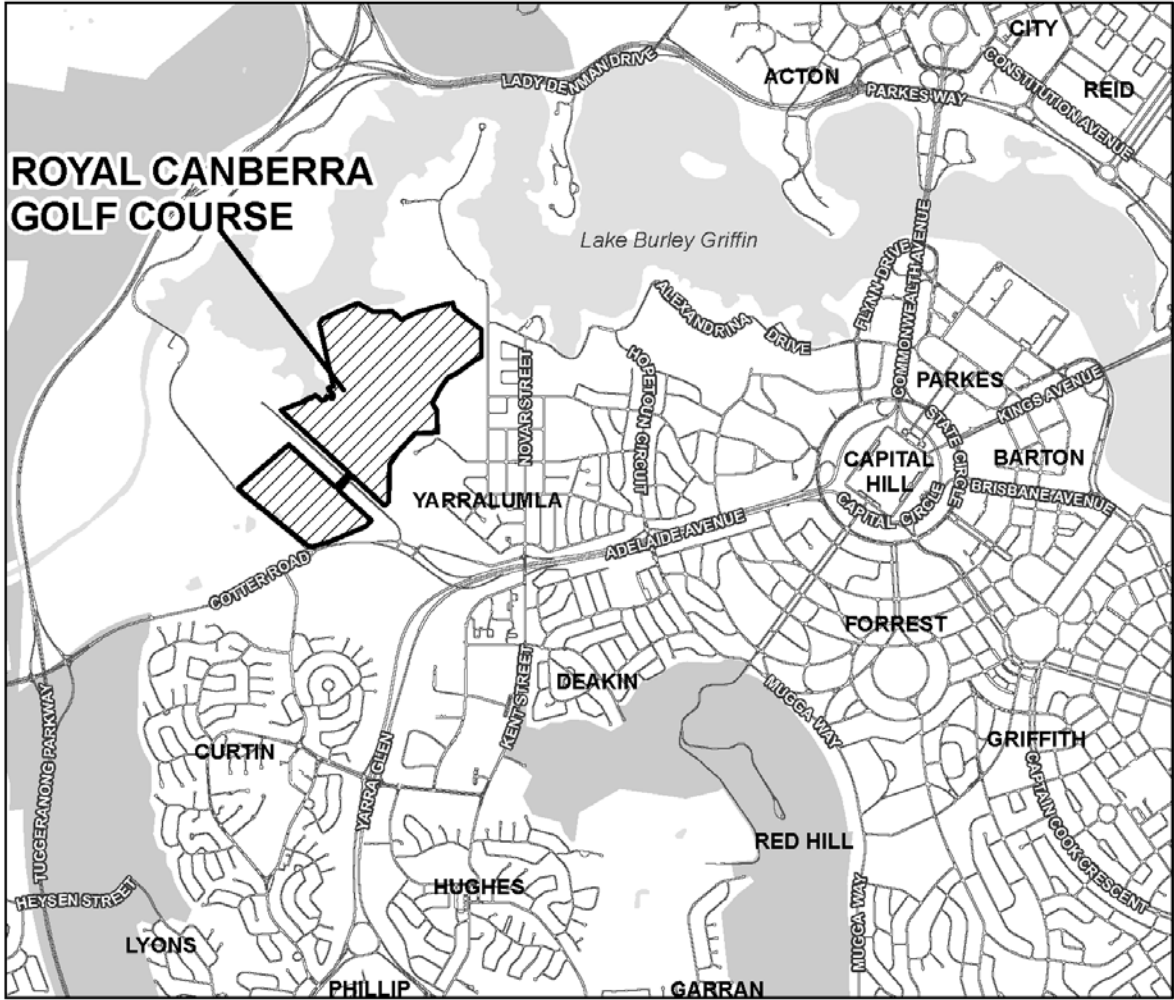 CITY
LADY DENMAN DRIVE
ACTON
CONSTITUTION AVENUE
REID
PARKES WAY
ROYAL CANBERRA
GOLF COURSE
Lake Burley Griffin
FLYNN DRIVE
COMMONWEALTH AVENUE
ALEXANDRINA DRIVE
HOPETOUN CIRCUIT
NOVAR STREET
PARKES
KINGS AVENUE
STATE CIRCLE
CAPITAL
HILL
BARTON
BRISBANE AVENUE
CAPITAL CIRCLE
YARRALUMLA
ADELAIDE AVENUE
COTTER ROAD
FORREST
DEAKIN
MUGGA WAY
KENT STREET
CURTIN
GRIFFITH
YARRA GLEN
TUGGERANONG PARKWAY
CAPTAIN COOK CRESCENT
RED HILL
HUGHES
HEYSEN STREET
LYONS
MUGGA WAY
PHILLIP
GARRAN